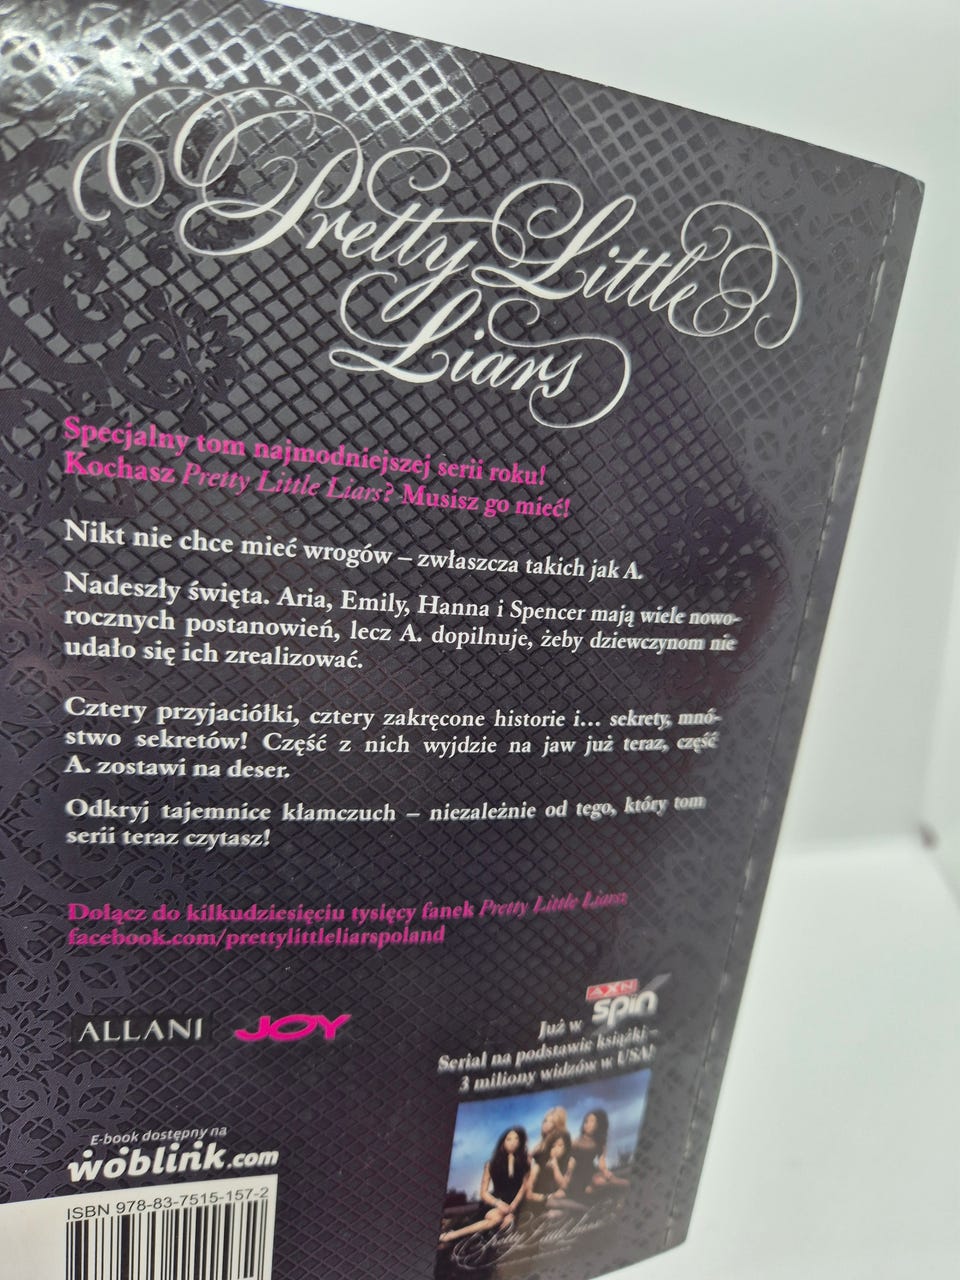 Pretty Little
Liars
Specjalny tom najmodniejszej serii roku!
Kochasz Pretty Little Liars? Musisz go mieć!
Nikt nie chce mieć wrogów – zwłaszcza takich jak A.
Nadeszły święta. Aria, Emily, Hanna i Spencer mają wiele nowo-
rocznych postanowień, lecz A. dopilnuje, żeby dziewczynom nie
udało się ich zrealizować.
Cztery przyjaciółki, cztery zakręcone historie i... sekrety, mnó-
stwo sekretów! Część z nich wyjdzie na jaw już teraz, część
A. zostawi na deser.
Odkryj tajemnice kłamczuch – niezależnie od tego, który tom
serii teraz czytasz!
Dołącz do kilkudziesięciu tysięcy fanek Pretty Little Liars:
facebook.com/prettylittleliarspoland
ALLANI JOY
AXN
spin
Już w
Serial na podstawie książki –
3 miliony widzów w USA!
Pretty Little Liars
E-book dostępny na
woblink.com
ISBN 978-83-7515-157-2